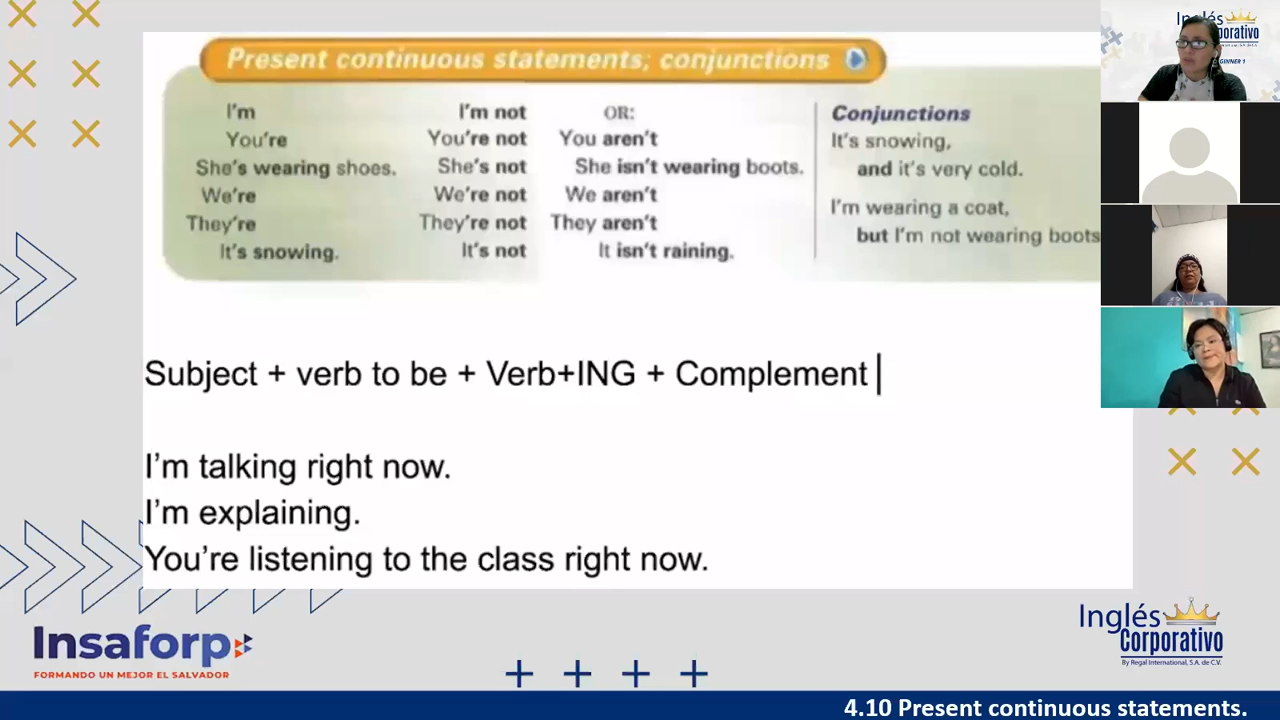 Present continuous statements; conjunctions
I'm I'm not OR: Conjunctions
You're You're not You aren't It's snowing,
She's wearing shoes. She's not She isn't wearing boots. and it's very cold.
We're We're not We aren't I'm wearing a coat,
They're They're not They aren't but I'm not wearing boots
It's snowing. It's not It isn't raining.
Subject + verb to be + Verb+ING + Complement
I'm talking right now.
I'm explaining.
You're listening to the class right now.
Insaforp
FORMANDO UN MEJOR EL SALVADOR
Inglés
Corporativo
By Regal International, S.A. de C.V.
4.10 Present continuous statements.